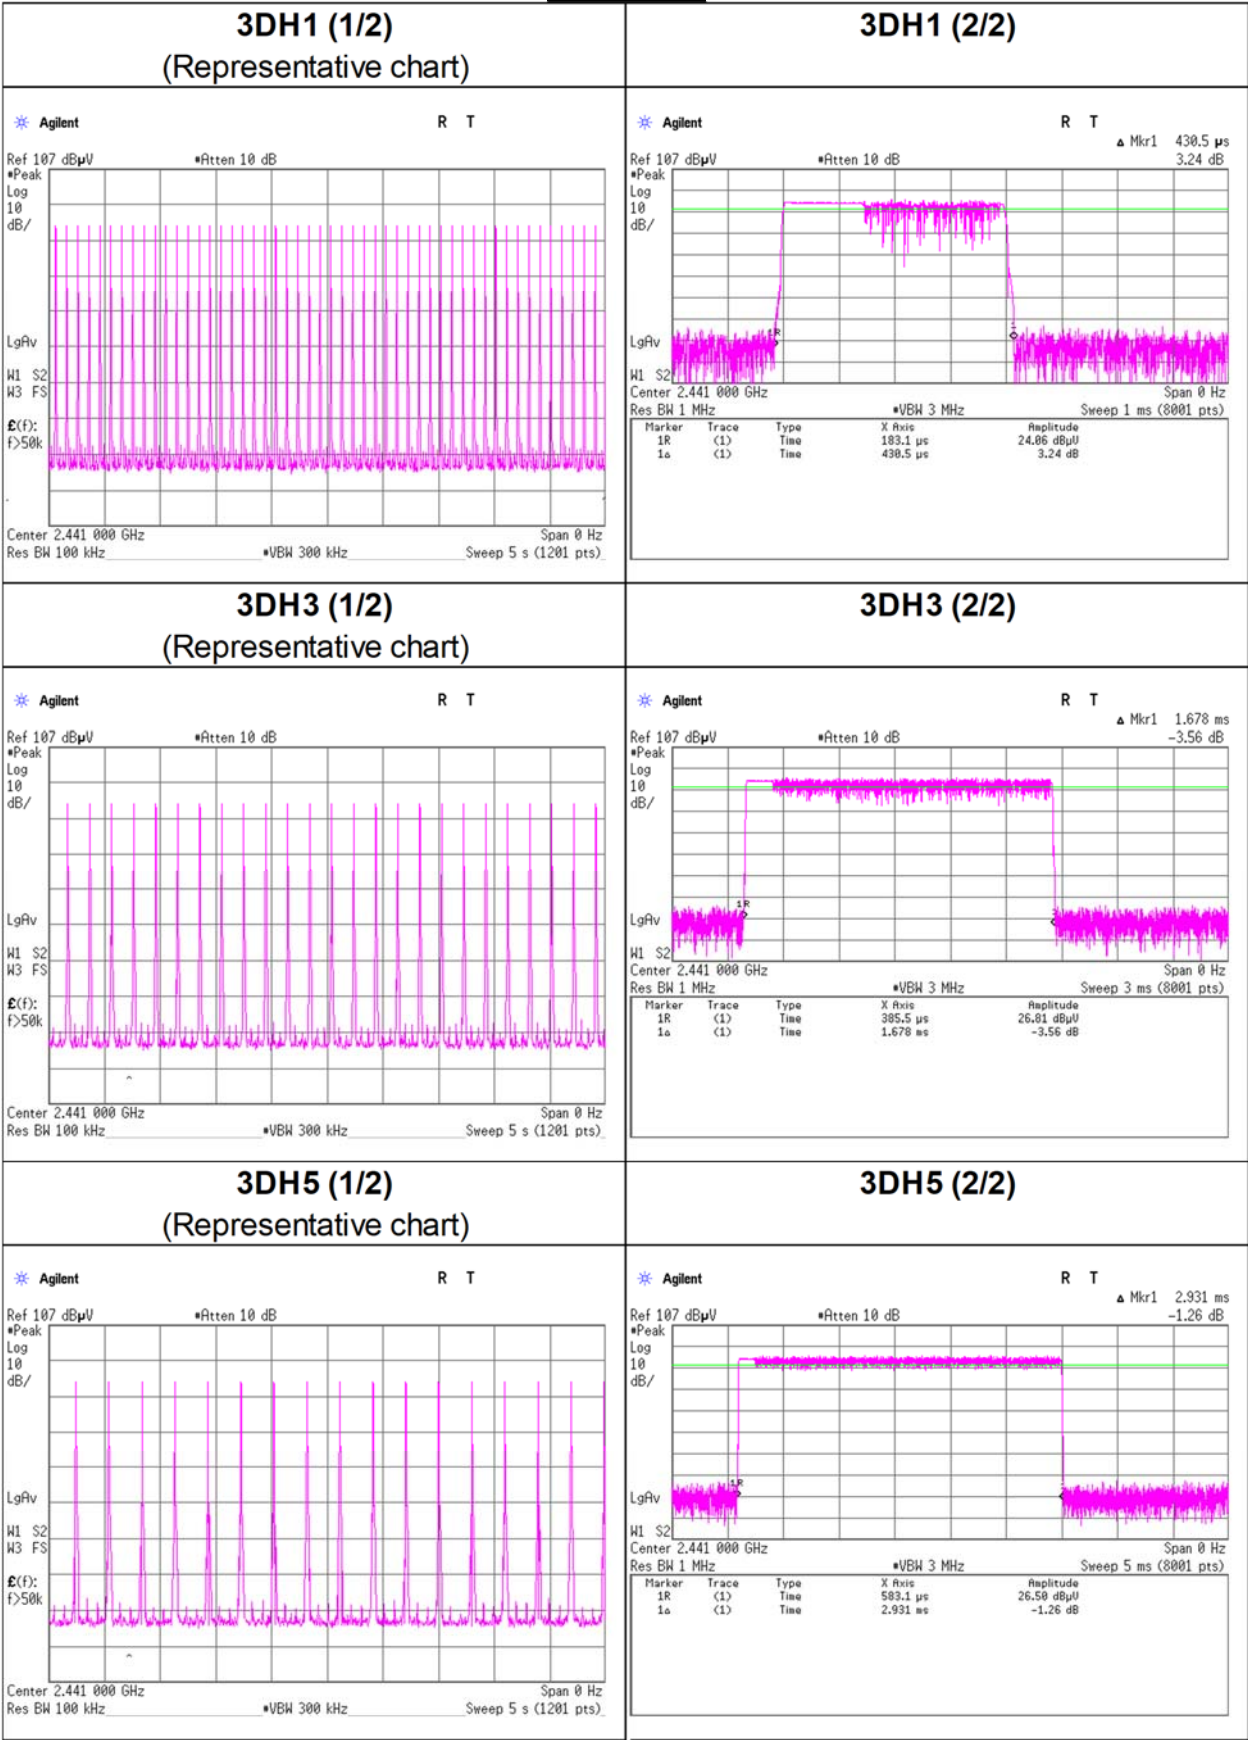 3DH1 (1/2)
(Representative chart)
3DH1 (2/2)
Agilent
R T
Ref 107 dBµV
#Atten 10 dB
#Peak
Log
10
dB/
LgAv
W1 S2
W3 FS
£(f):
f>50k
Center 2.441 000 GHz
Span 0 Hz
Res BW 100 kHz
#VBW 300 kHz
Sweep 5 s (1201 pts)
Agilent
R T
Δ Mkr1 430.5 µs
Ref 107 dBµV
#Atten 10 dB
3.24 dB
#Peak
Log
10
dB/
1R
LgAv
W1 S2
Center 2.441 000 GHz
Span 0 Hz
Res BW 1 MHz
#VBW 3 MHz
Sweep 1 ms (8001 pts)
Marker Trace Type X Axis Amplitude
1R (1) Time 183.1 µs 24.06 dBµV
1Δ (1) Time 430.5 µs 3.24 dB
3DH3 (1/2)
(Representative chart)
3DH3 (2/2)
Agilent
R T
Ref 107 dBµV
#Atten 10 dB
#Peak
Log
10
dB/
LgAv
W1 S2
W3 FS
£(f):
f>50k
Center 2.441 000 GHz
Span 0 Hz
Res BW 100 kHz
#VBW 300 kHz
Sweep 5 s (1201 pts)
Agilent
R T
Δ Mkr1 1.678 ms
Ref 107 dBµV
#Atten 10 dB
-3.56 dB
#Peak
Log
10
dB/
1R
LgAv
W1 S2
Center 2.441 000 GHz
Span 0 Hz
Res BW 1 MHz
#VBW 3 MHz
Sweep 3 ms (8001 pts)
Marker Trace Type X Axis Amplitude
1R (1) Time 385.5 µs 26.81 dBµV
1Δ (1) Time 1.678 ms -3.56 dB
3DH5 (1/2)
(Representative chart)
3DH5 (2/2)
Agilent
R T
Ref 107 dBµV
#Atten 10 dB
#Peak
Log
10
dB/
LgAv
W1 S2
W3 FS
£(f):
f>50k
Center 2.441 000 GHz
Span 0 Hz
Res BW 100 kHz
#VBW 300 kHz
Sweep 5 s (1201 pts)
Agilent
R T
Δ Mkr1 2.931 ms
Ref 107 dBµV
#Atten 10 dB
-1.26 dB
#Peak
Log
10
dB/
1R
LgAv
W1 S2
Center 2.441 000 GHz
Span 0 Hz
Res BW 1 MHz
#VBW 3 MHz
Sweep 5 ms (8001 pts)
Marker Trace Type X Axis Amplitude
1R (1) Time 583.1 µs 26.50 dBµV
1Δ (1) Time 2.931 ms -1.26 dB